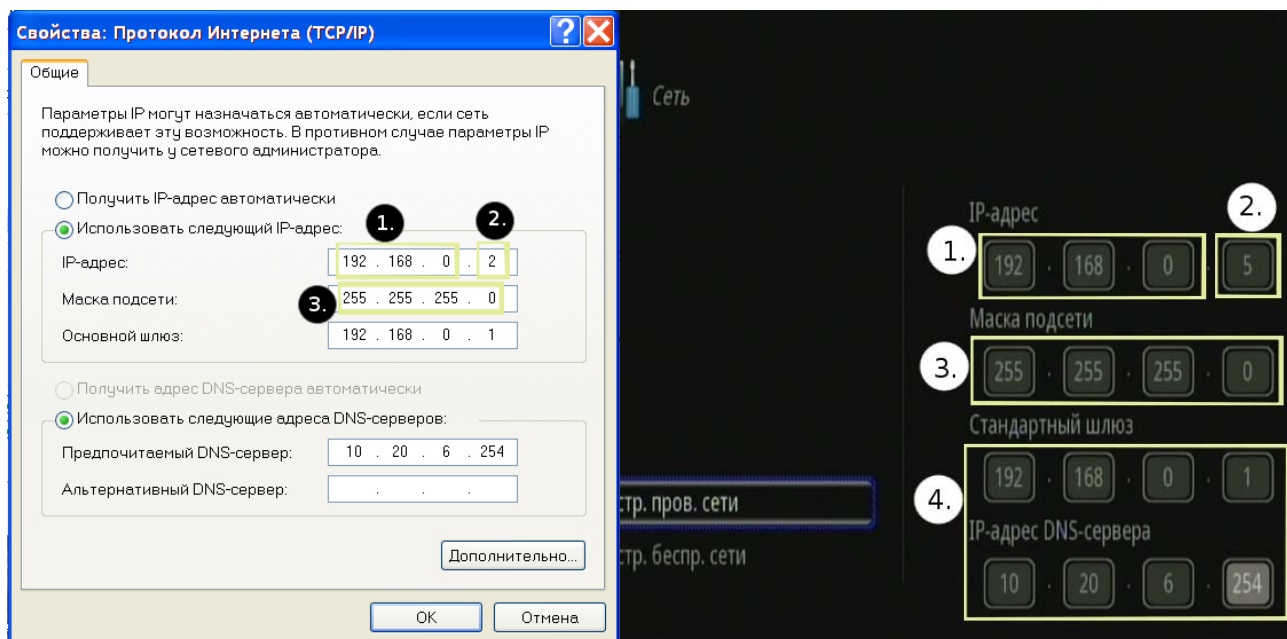 Свойства: Протокол Интернета (TCP/IP)
Общие
Параметры IP могут назначаться автоматически, если сеть
поддерживает эту возможность. В противном случае параметры IP
можно получить у сетевого администратора.
Получить IP-адрес автоматически
Использовать следующий IP-адрес:
1.
2.
IP-адрес:
192 . 168 . 0 . 2
Маска подсети:
3.
255 . 255 . 255 . 0
Основной шлюз:
192 . 168 . 0 . 1
Получить адрес DNS-сервера автоматически
Использовать следующие адреса DNS-серверов:
Предпочитаемый DNS-сервер:
10 . 20 . 6 . 254
Альтернативный DNS-сервер:
. . .
Дополнительно...
OK
Отмена
Сеть
стр. пров. сети
стр. беспр. сети
IP-адрес
2.
1.
192 . 168 . 0 . 5
Маска подсети
3.
255 . 255 . 255 . 0
Стандартный шлюз
192 . 168 . 0 . 1
4.
IP-адрес DNS-сервера
10 . 20 . 6 . 254